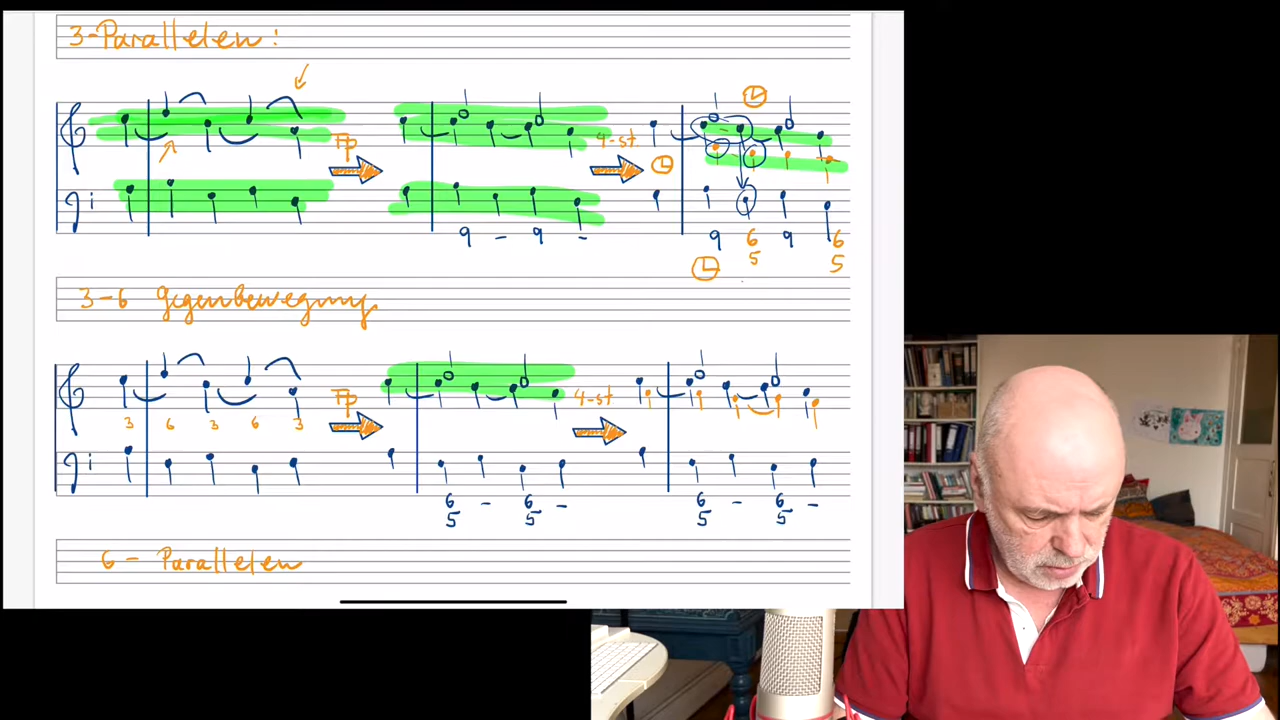 3-Parallelen:
Fp
4-st
9 - 9 -
9 6 9 6
5 5
3-6 Gegenbewegung
Fp
4-st
3 6 3 6 3
6 - 6 -
5 5
6 - 6 -
5 5
6 - Parallelen